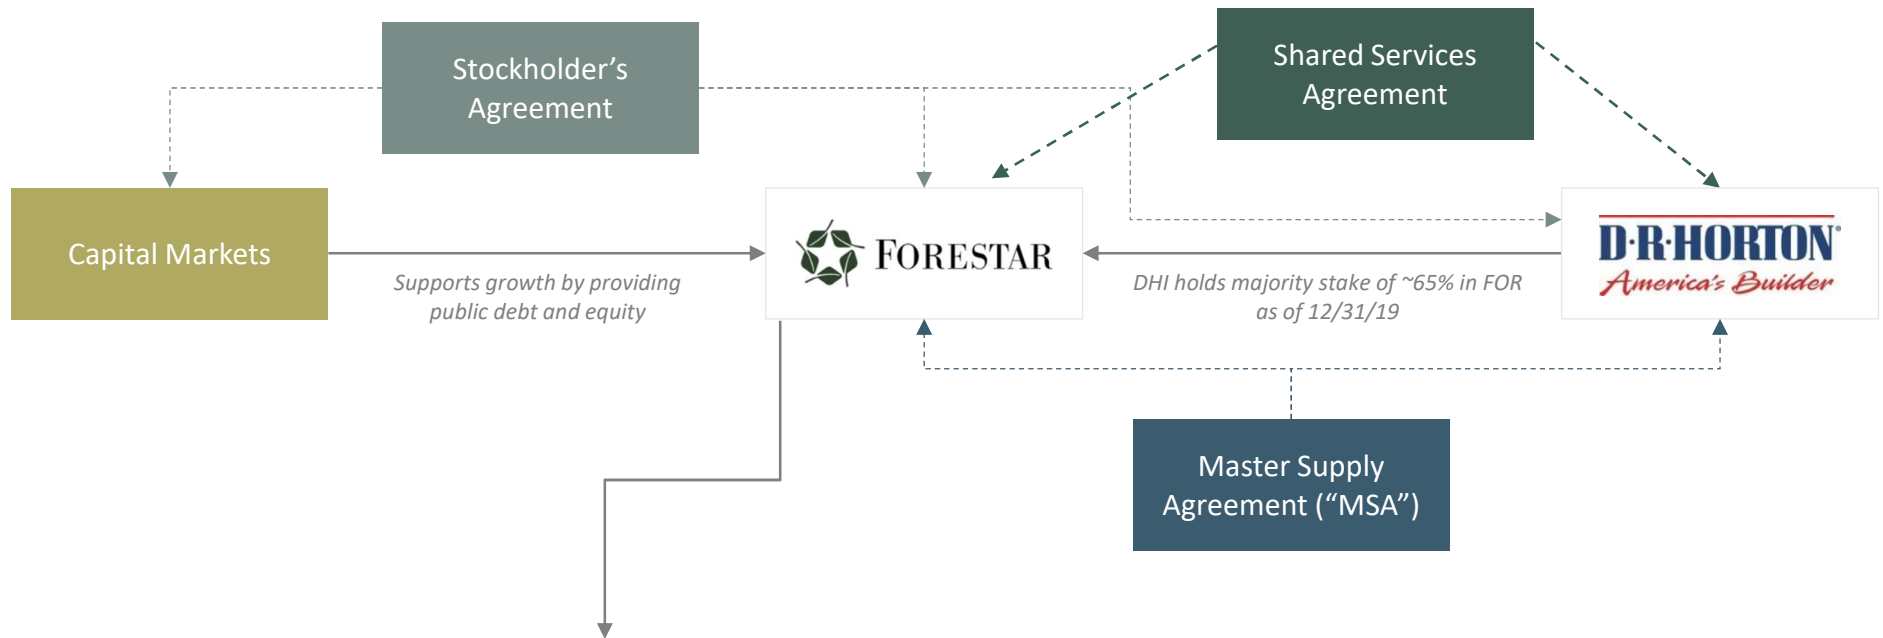 Stockholder’s
Agreement
Shared Services
Agreement
Capital Markets
Supports growth by providing
public debt and equity
FORESTAR
DHI holds majority stake of ~65% in FOR
as of 12/31/19
D·R·HORTON®
America's Builder
Master Supply
Agreement (“MSA”)